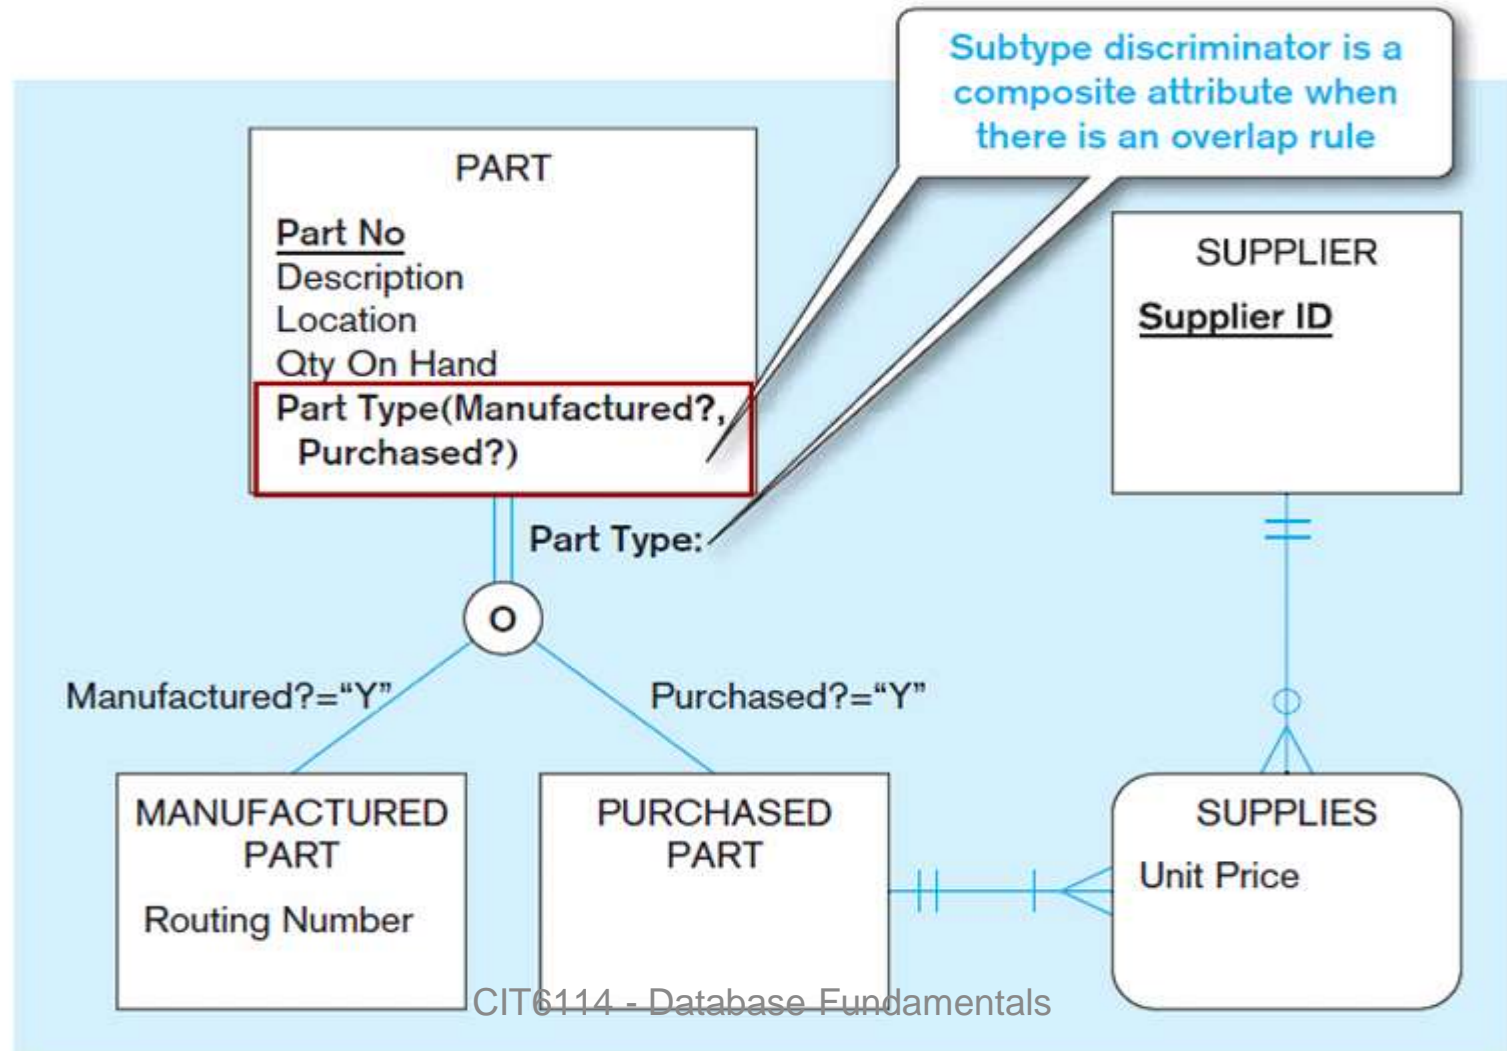 Subtype discriminator is a
composite attribute when
there is an overlap rule
PART
Part No
Description
Location
Qty On Hand
Part Type(Manufactured?,
Purchased?)
SUPPLIER
Supplier ID
Part Type:
O
Manufactured?=“Y”
Purchased?=“Y”
MANUFACTURED
PART
Routing Number
PURCHASED
PART
SUPPLIES
Unit Price
CIT6114 - Database Fundamentals